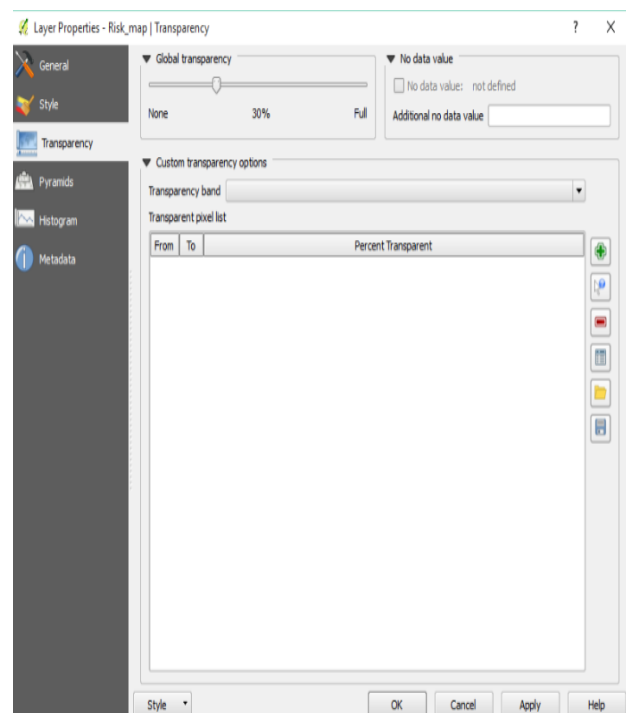 Layer Properties - Risk_map | Transparency
? X
General
Style
Transparency
Pyramids
Histogram
Metadata
Global transparency
None 30% Full
No data value
No data value: not defined
Additional no data value
Custom transparency options
Transparency band
Transparent pixel list
From To Percent Transparent
Style OK Cancel Apply Help